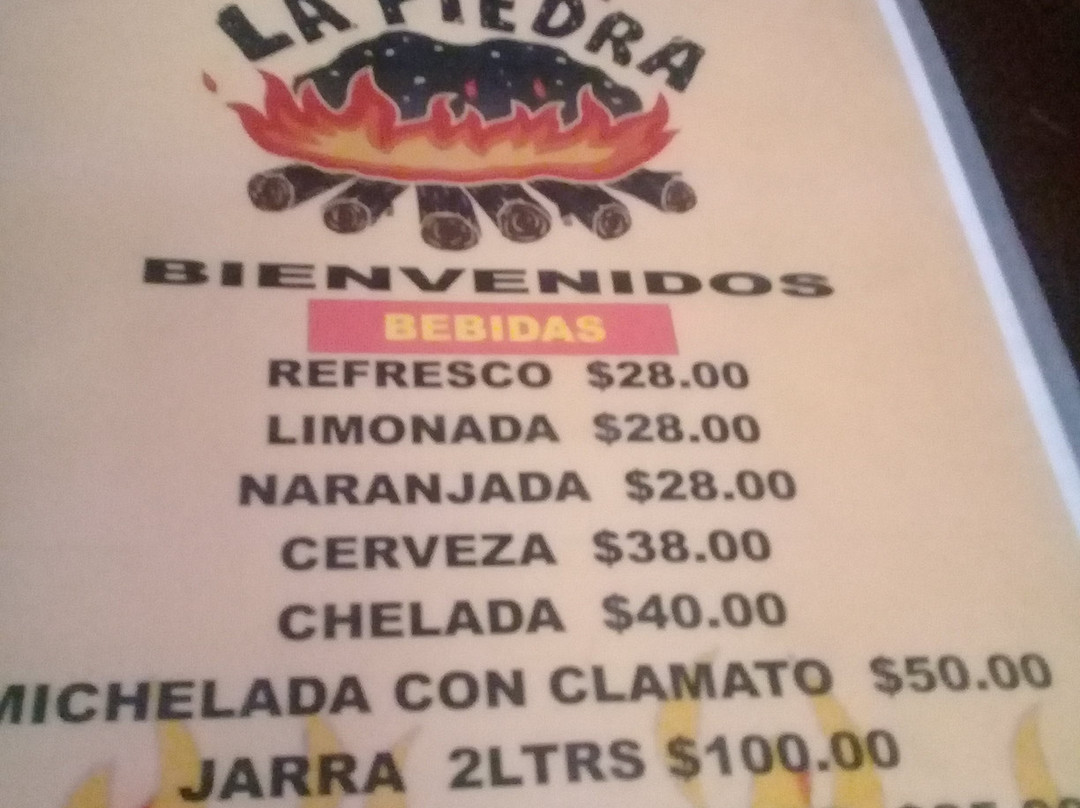 LA PIEDRA
BIENVENIDOS
BEBIDAS
REFRESCO $28.00
LIMONADA $28.00
NARANJADA $28.00
CERVEZA $38.00
CHELADA $40.00
MICHELADA CON CLAMATO $50.00
JARRA 2LTRS $100.00